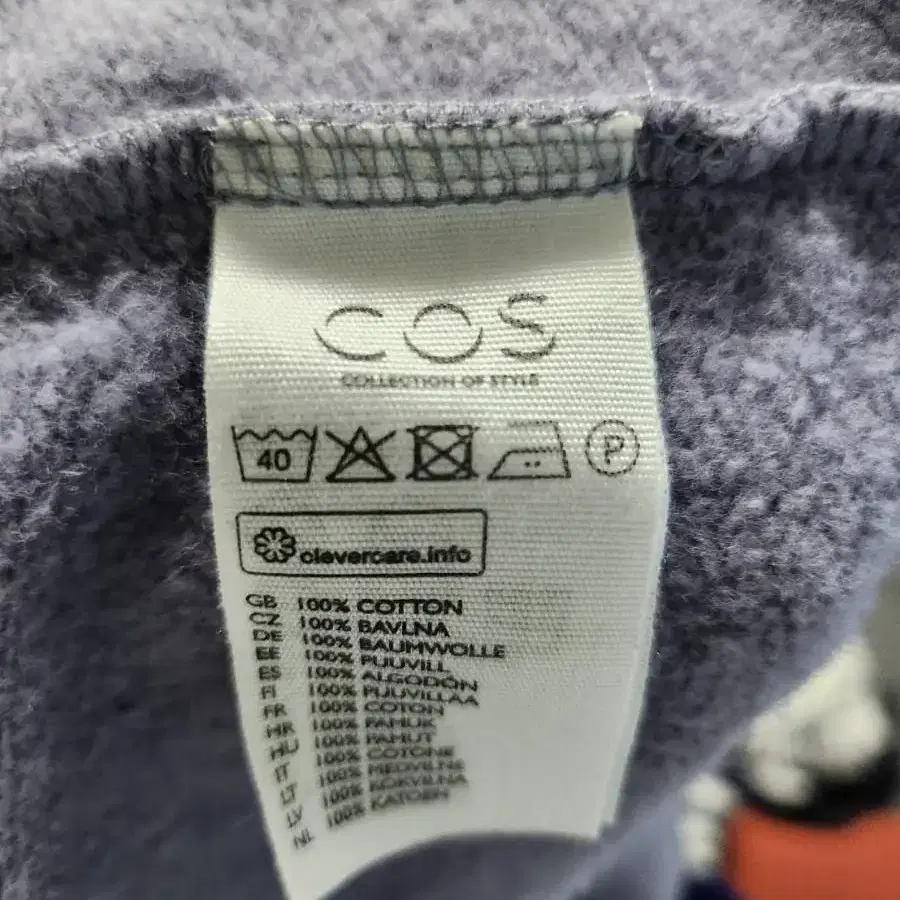 COS
COLLECTION OF STYLE
40 P
clevercare.info
GB 100% COTTON
CZ 100% BAVLNA
DE 100% BAUMWOLLE
EE 100% PUUVILL
ES 100% ALGODÓN
FI 100% PUUVILLAA
FR 100% COTON
HR 100% PAMUK
HU 100% PAMUT
IT 100% COTONE
LT 100% MEDVILNĖ
LV 100% KOKVILNA
NL 100% KATOEN